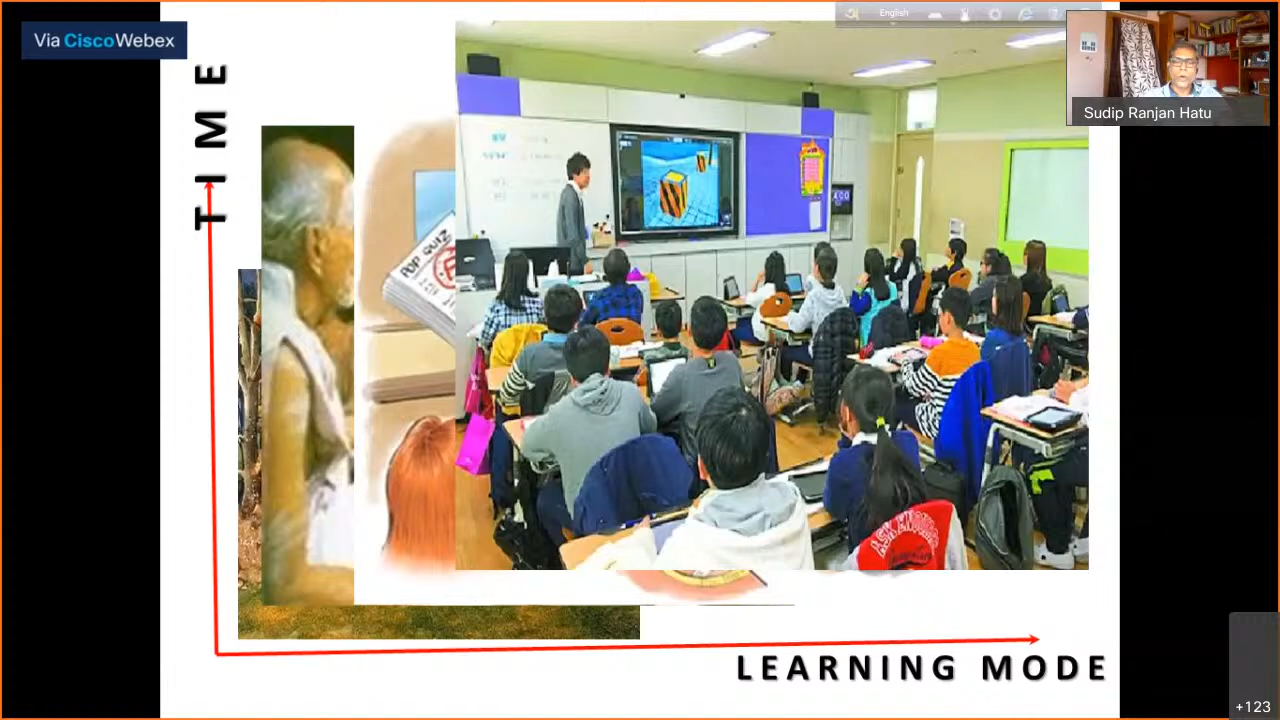 Via CiscoWebex
English
Sudip Ranjan Hatu
TIME
POP QUIZ
LEARNING MODE
+123